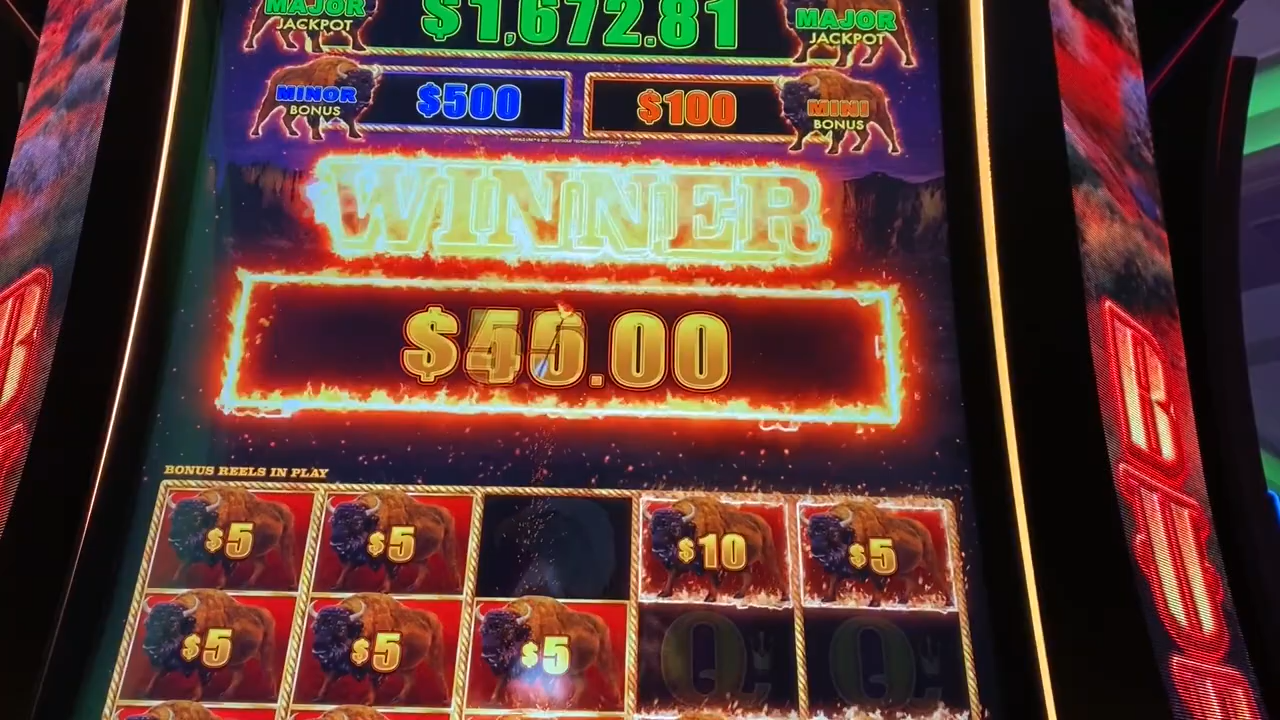 MAJOR
JACKPOT
$1,672.81
MAJOR
JACKPOT
MINOR
BONUS
$500
$100
MINI
BONUS
WINNER
BONUS REELS IN PLAY
$5
$5
$10
$5
$5
$5
$5
Q
Q